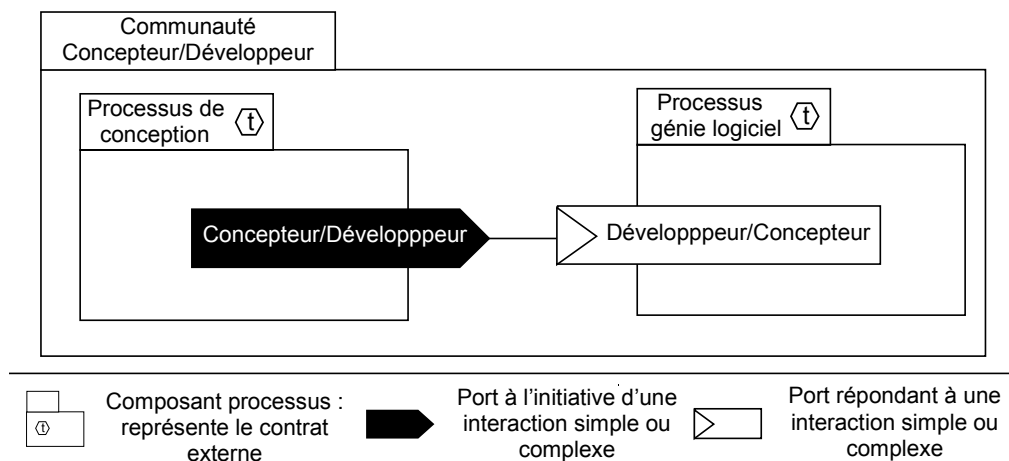 Communauté
Concepteur/Développeur
Processus de
conception
t
Processus
génie logiciel
t
Concepteur/Développpeur
Développpeur/Concepteur
t
Composant processus :
représente le contrat
externe
Port à l'initiative d'une
interaction simple ou
complexe
Port répondant à une
interaction simple ou
complexe